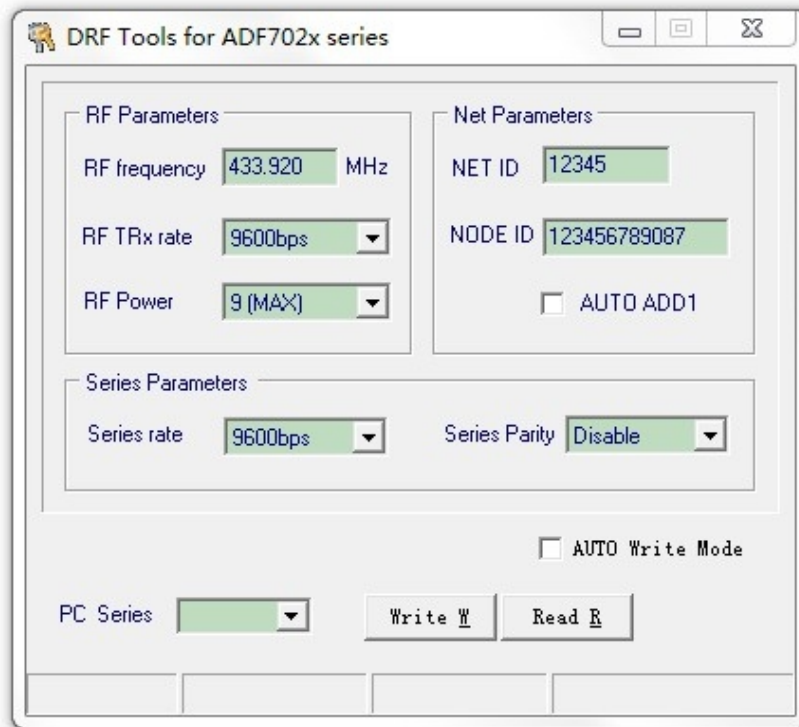 DRF Tools for ADF702x series
RF Parameters
RF frequency 433.920 MHz
RF TRx rate 9600bps
RF Power 9 (MAX)
Net Parameters
NET ID 12345
NODE ID 123456789087
AUTO ADD1
Series Parameters
Series rate 9600bps Series Parity Disable
AUTO Write Mode
PC Series Write W Read R